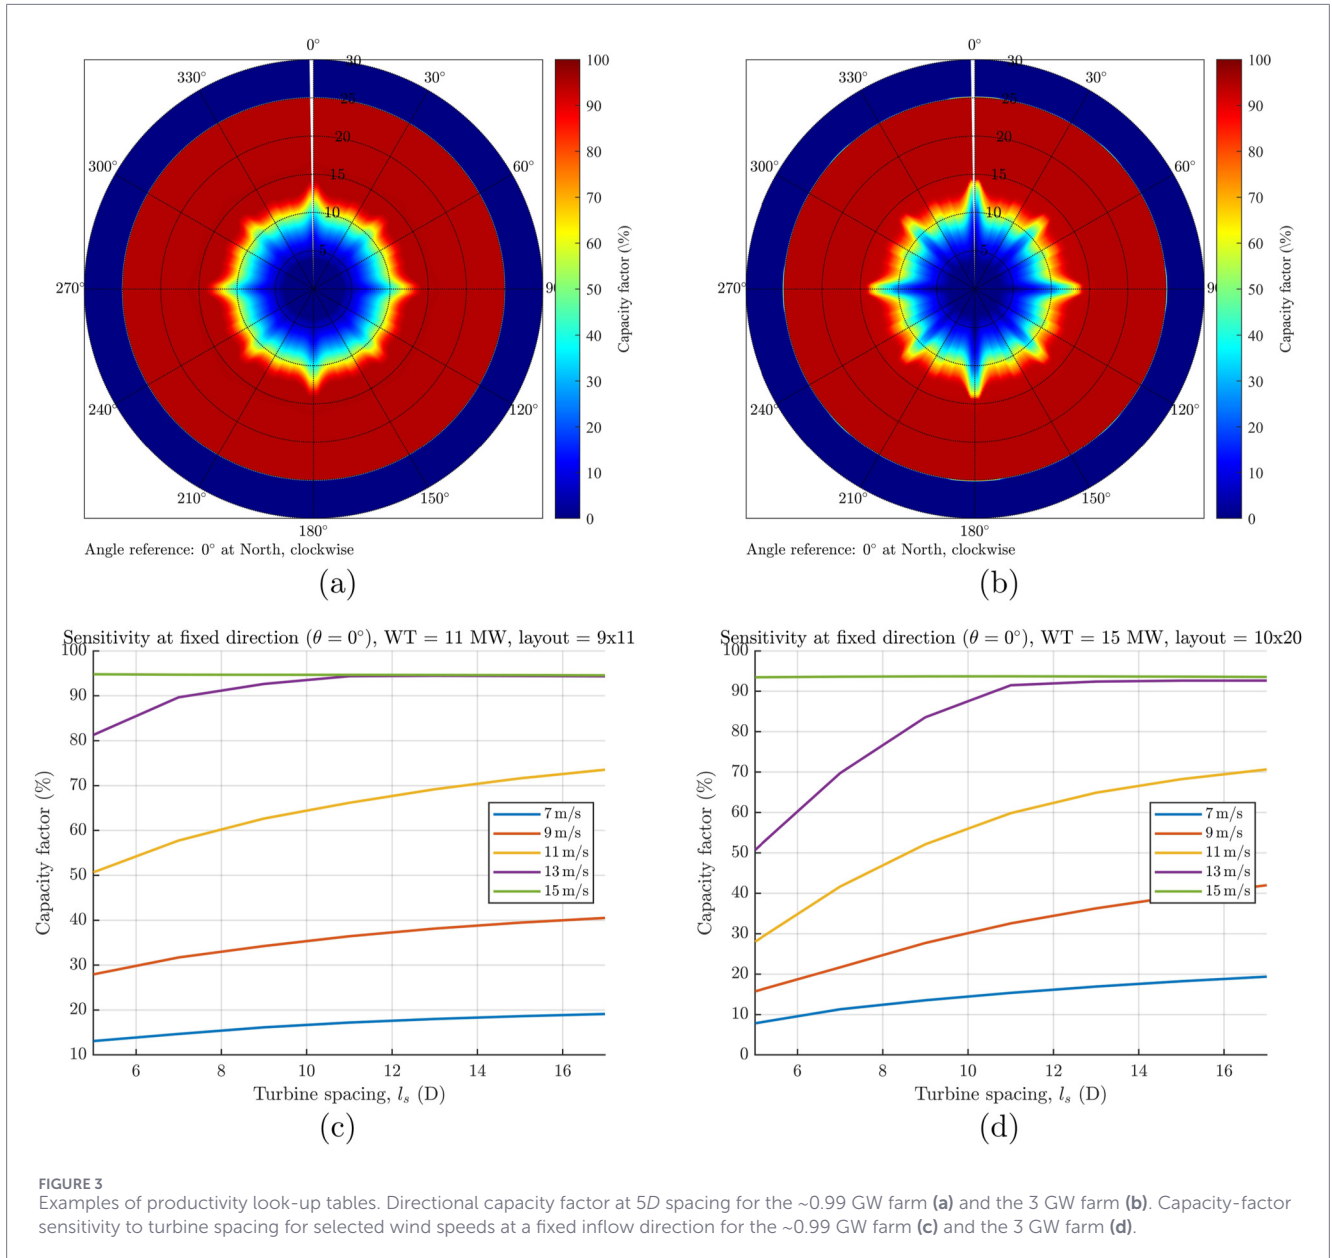 0°
30°
60°
90
120°
150°
180°
210°
240°
270°
300°
330°
30
25
20
15
10
5
100
90
80
70
60
50
40
30
20
10
0
Capacity factor (\%)
Angle reference: 0° at North, clockwise
(a)
0°
30°
60°
90
120°
150°
180°
210°
240°
270°
300°
330°
30
25
20
15
10
5
100
90
80
70
60
50
40
30
20
10
0
Capacity factor (\%)
Angle reference: 0° at North, clockwise
(b)
Sensitivity at fixed direction (θ = 0°), WT = 11 MW, layout = 9x11
100
90
80
70
60
50
40
30
20
10
Capacity factor (%)
7 m/s
9 m/s
11 m/s
13 m/s
15 m/s
6 8 10 12 14 16
Turbine spacing, lₛ (D)
(c)
Sensitivity at fixed direction (θ = 0°), WT = 15 MW, layout = 10x20
100
90
80
70
60
50
40
30
20
10
0
Capacity factor (%)
7 m/s
9 m/s
11 m/s
13 m/s
15 m/s
6 8 10 12 14 16
Turbine spacing, lₛ (D)
(d)
FIGURE 3
Examples of productivity look-up tables. Directional capacity factor at 5D spacing for the ~0.99 GW farm (a) and the 3 GW farm (b). Capacity-factor
sensitivity to turbine spacing for selected wind speeds at a fixed inflow direction for the ~0.99 GW farm (c) and the 3 GW farm (d).